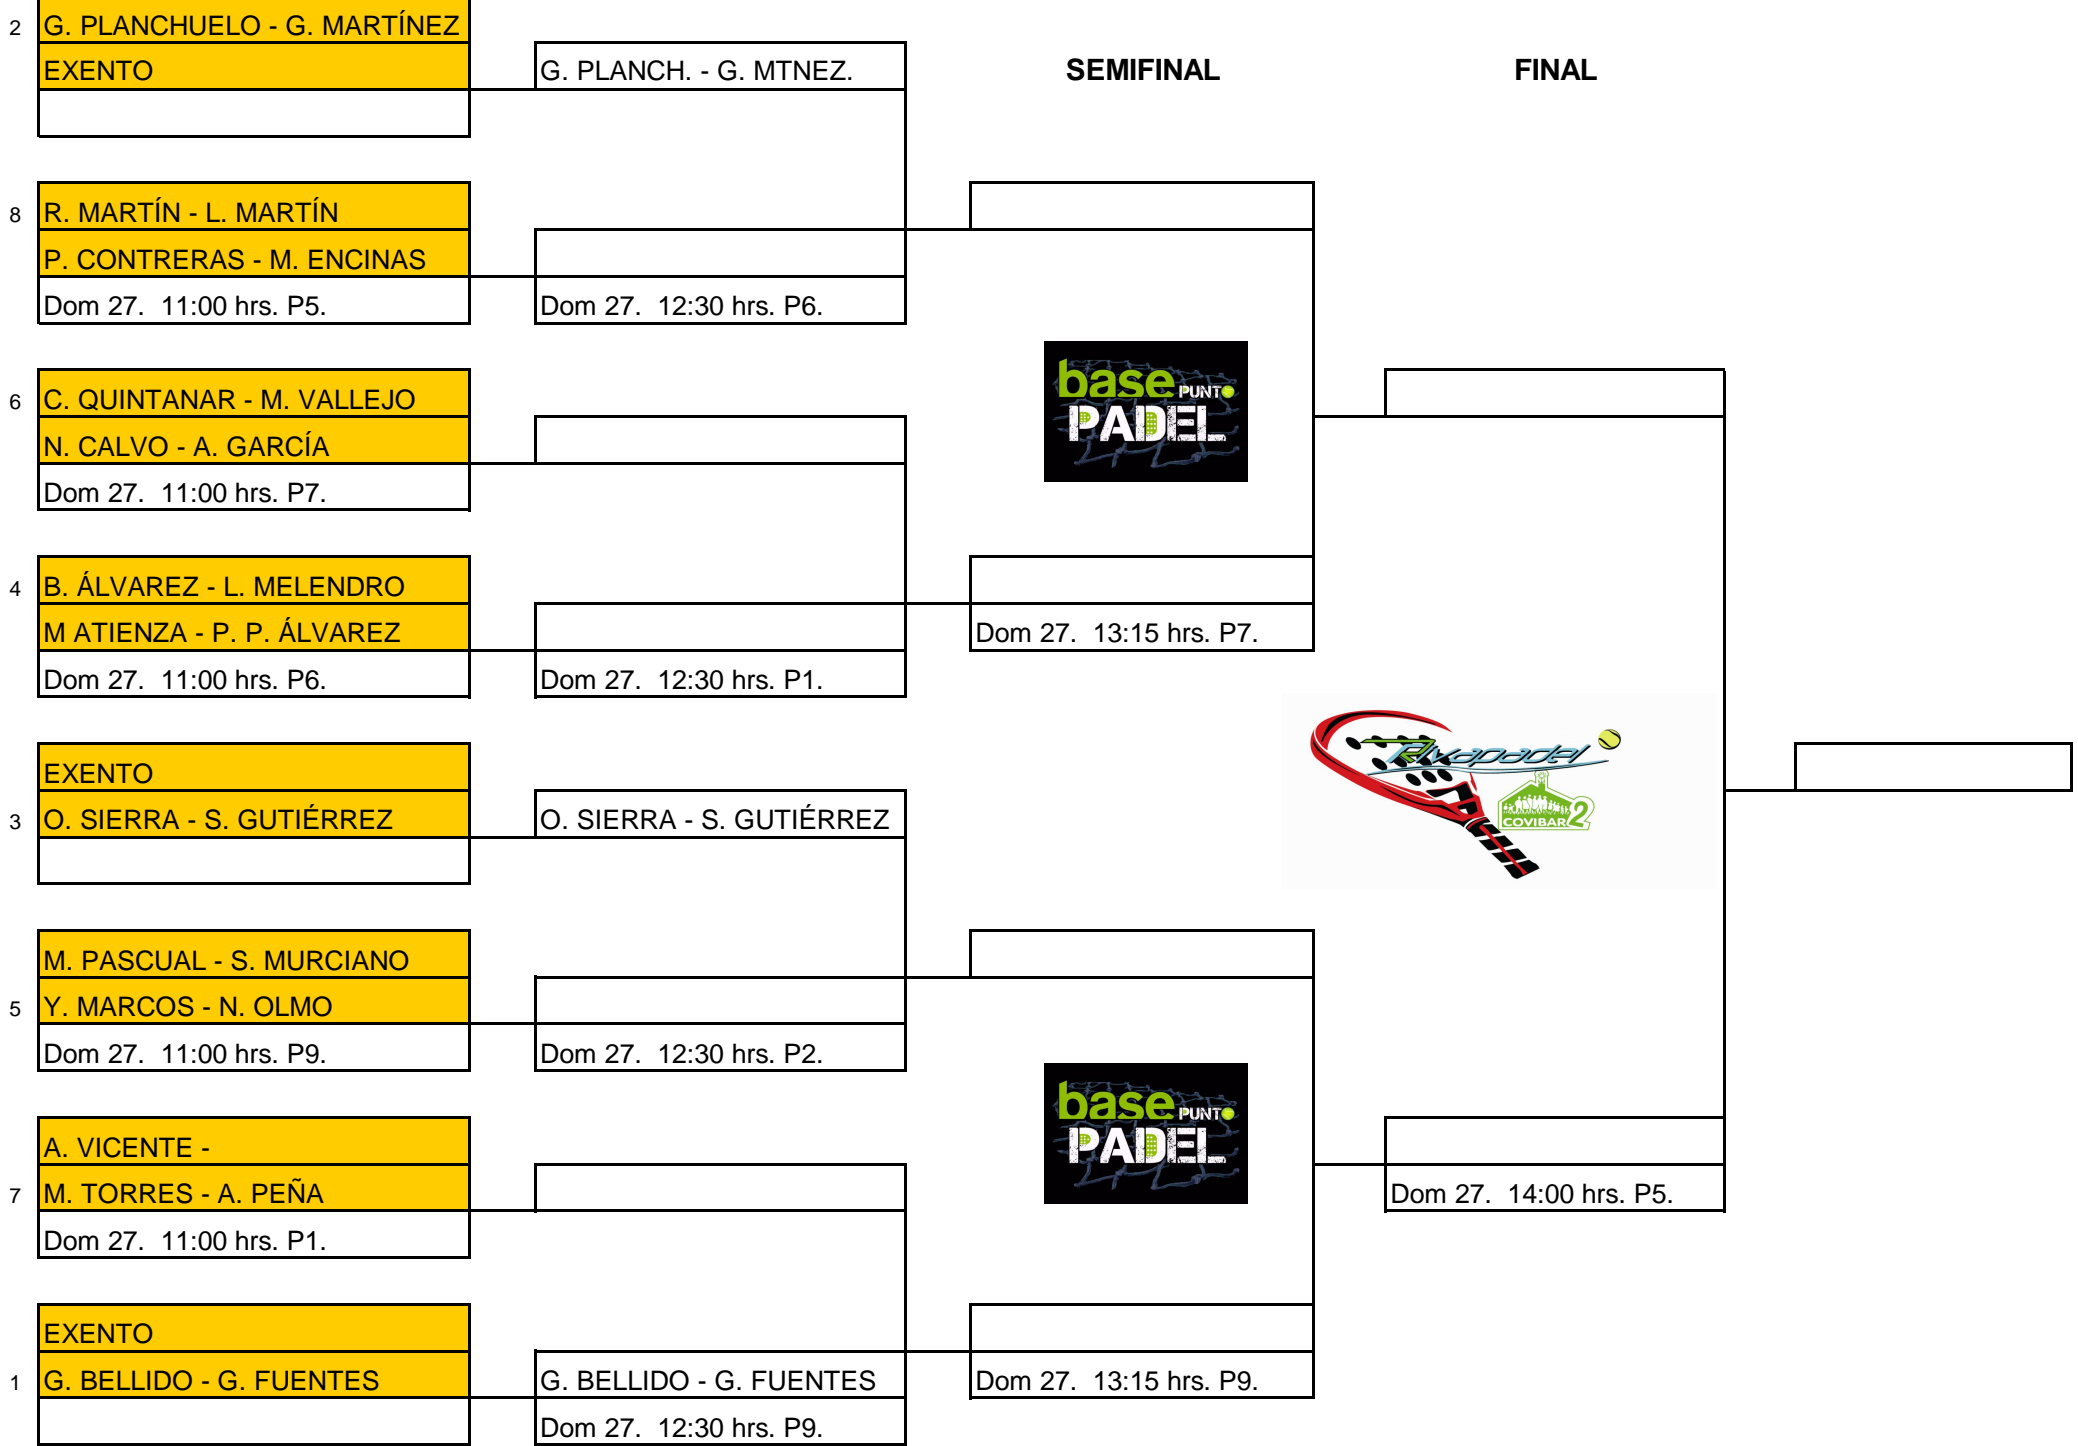 2 G. PLANCHUELO - G. MARTÍNEZ
EXENTO
G. PLANCH. - G. MTNEZ.
SEMIFINAL
FINAL
8 R. MARTÍN - L. MARTÍN
P. CONTRERAS - M. ENCINAS
Dom 27. 11:00 hrs. P5.
Dom 27. 12:30 hrs. P6.
6 C. QUINTANAR - M. VALLEJO
N. CALVO - A. GARCÍA
Dom 27. 11:00 hrs. P7.
base PUNTO
PADEL
4 B. ÁLVAREZ - L. MELENDRO
M ATIENZA - P. P. ÁLVAREZ
Dom 27. 11:00 hrs. P6.
Dom 27. 12:30 hrs. P1.
Dom 27. 13:15 hrs. P7.
Rivapadel
COVIBAR 2
EXENTO
3 O. SIERRA - S. GUTIÉRREZ
O. SIERRA - S. GUTIÉRREZ
M. PASCUAL - S. MURCIANO
5 Y. MARCOS - N. OLMO
Dom 27. 11:00 hrs. P9.
Dom 27. 12:30 hrs. P2.
base PUNTO
PADEL
A. VICENTE -
7 M. TORRES - A. PEÑA
Dom 27. 11:00 hrs. P1.
Dom 27. 14:00 hrs. P5.
EXENTO
1 G. BELLIDO - G. FUENTES
G. BELLIDO - G. FUENTES
Dom 27. 12:30 hrs. P9.
Dom 27. 13:15 hrs. P9.